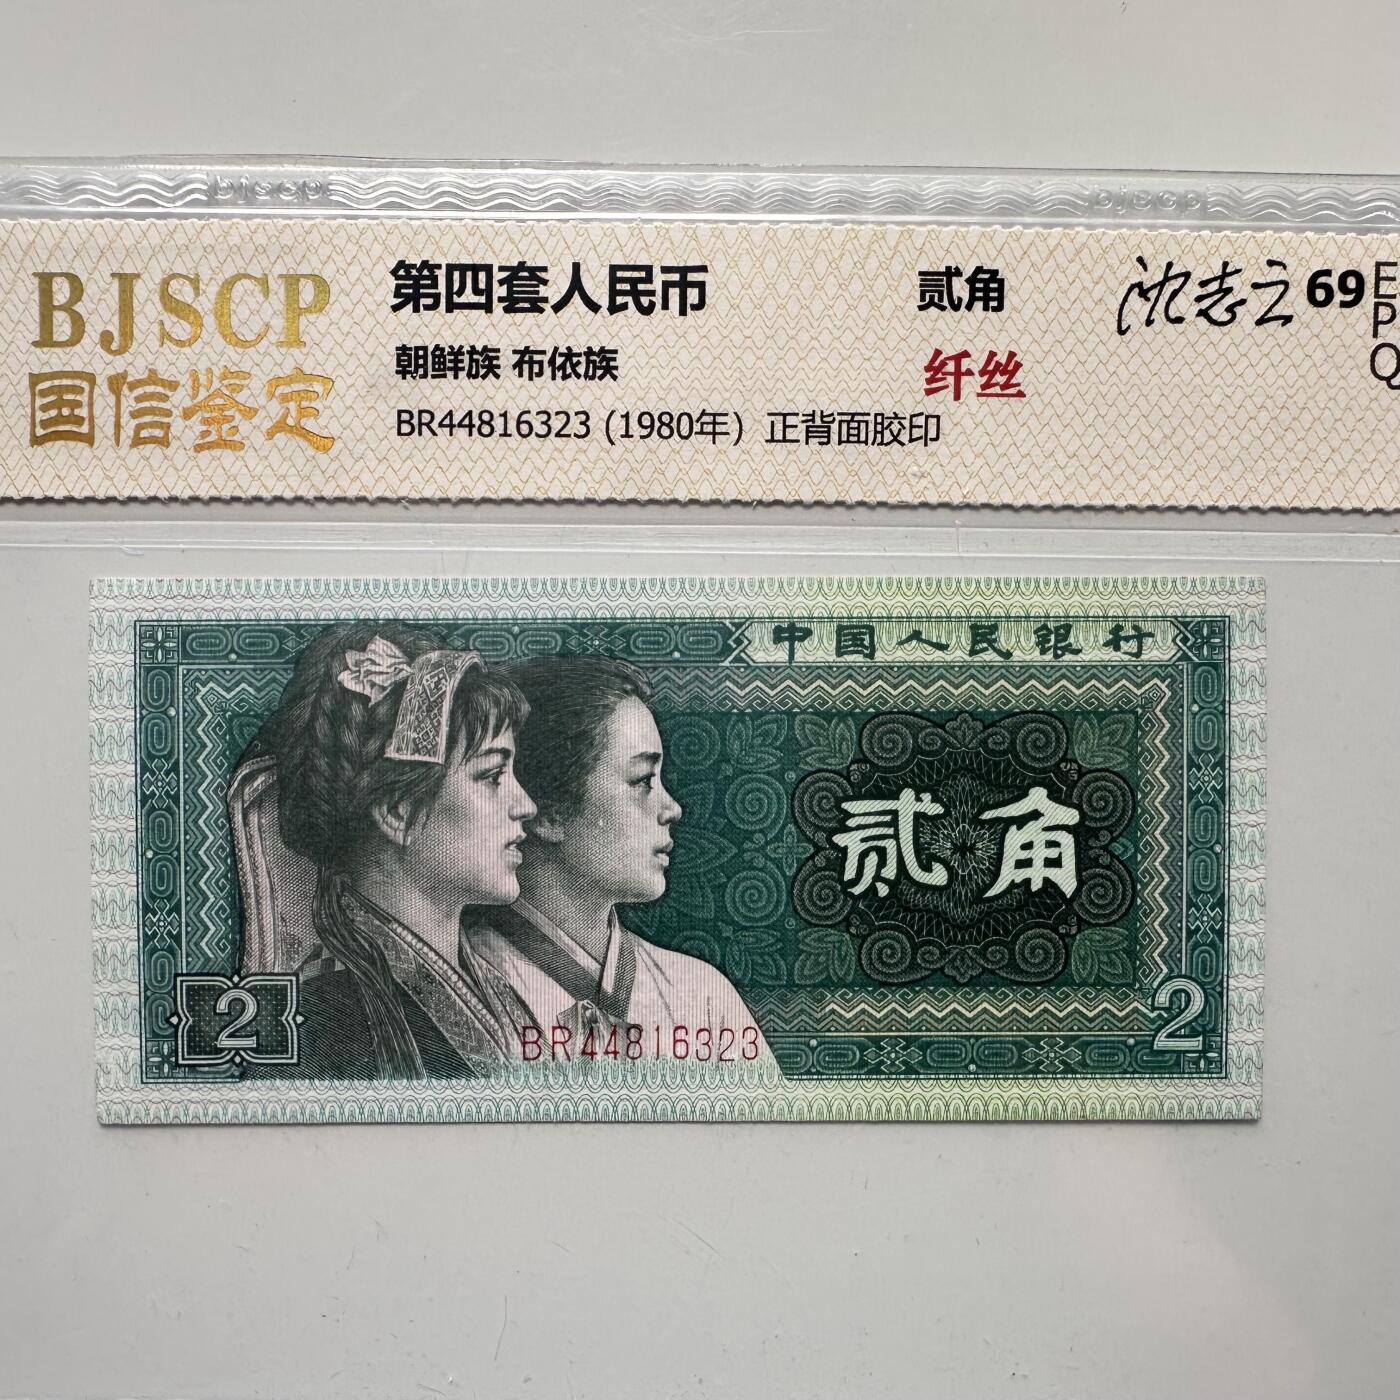 bjscp bjscp
BJSCP
国信鉴定
第四套人民币 贰角 沈志云 69 EPQ
朝鲜族 布依族 纤丝
BR44816323 (1980年) 正背面胶印
中国人民银行
贰角
2 2
BR44816323